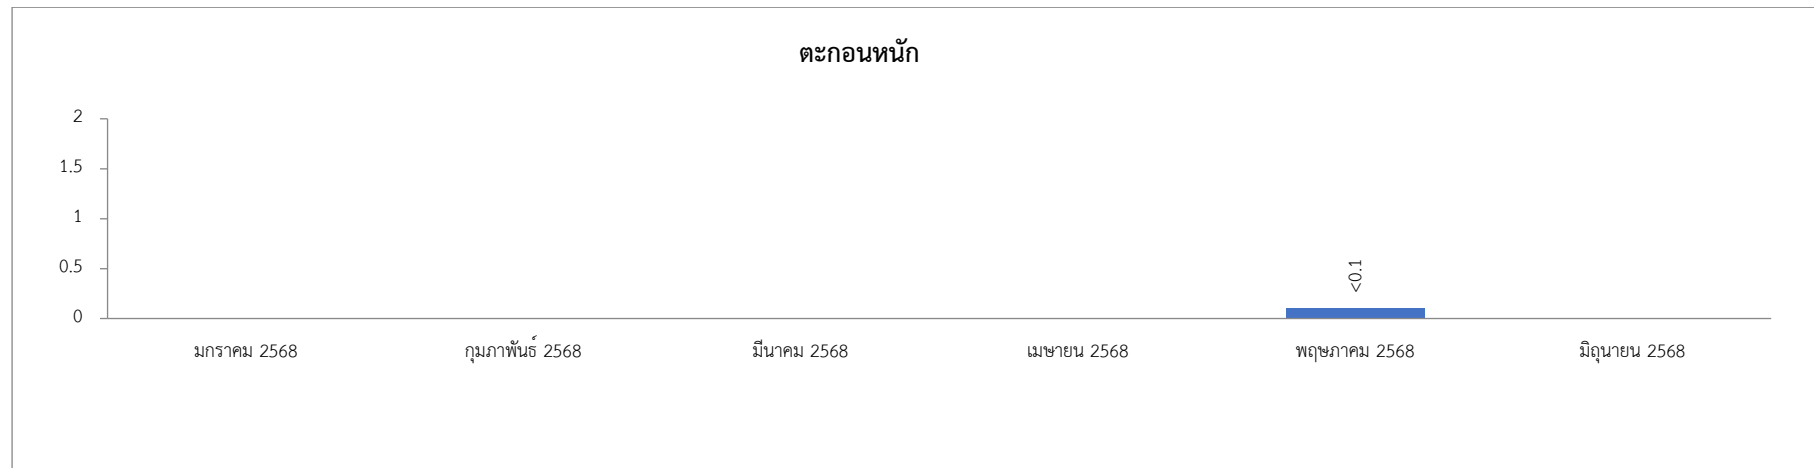 ตะกอนหนัก
2
1.5
1
0.5
0
<0.1
มกราคม 2568
กุมภาพันธ์ 2568
มีนาคม 2568
เมษายน 2568
พฤษภาคม 2568
มิถุนายน 2568